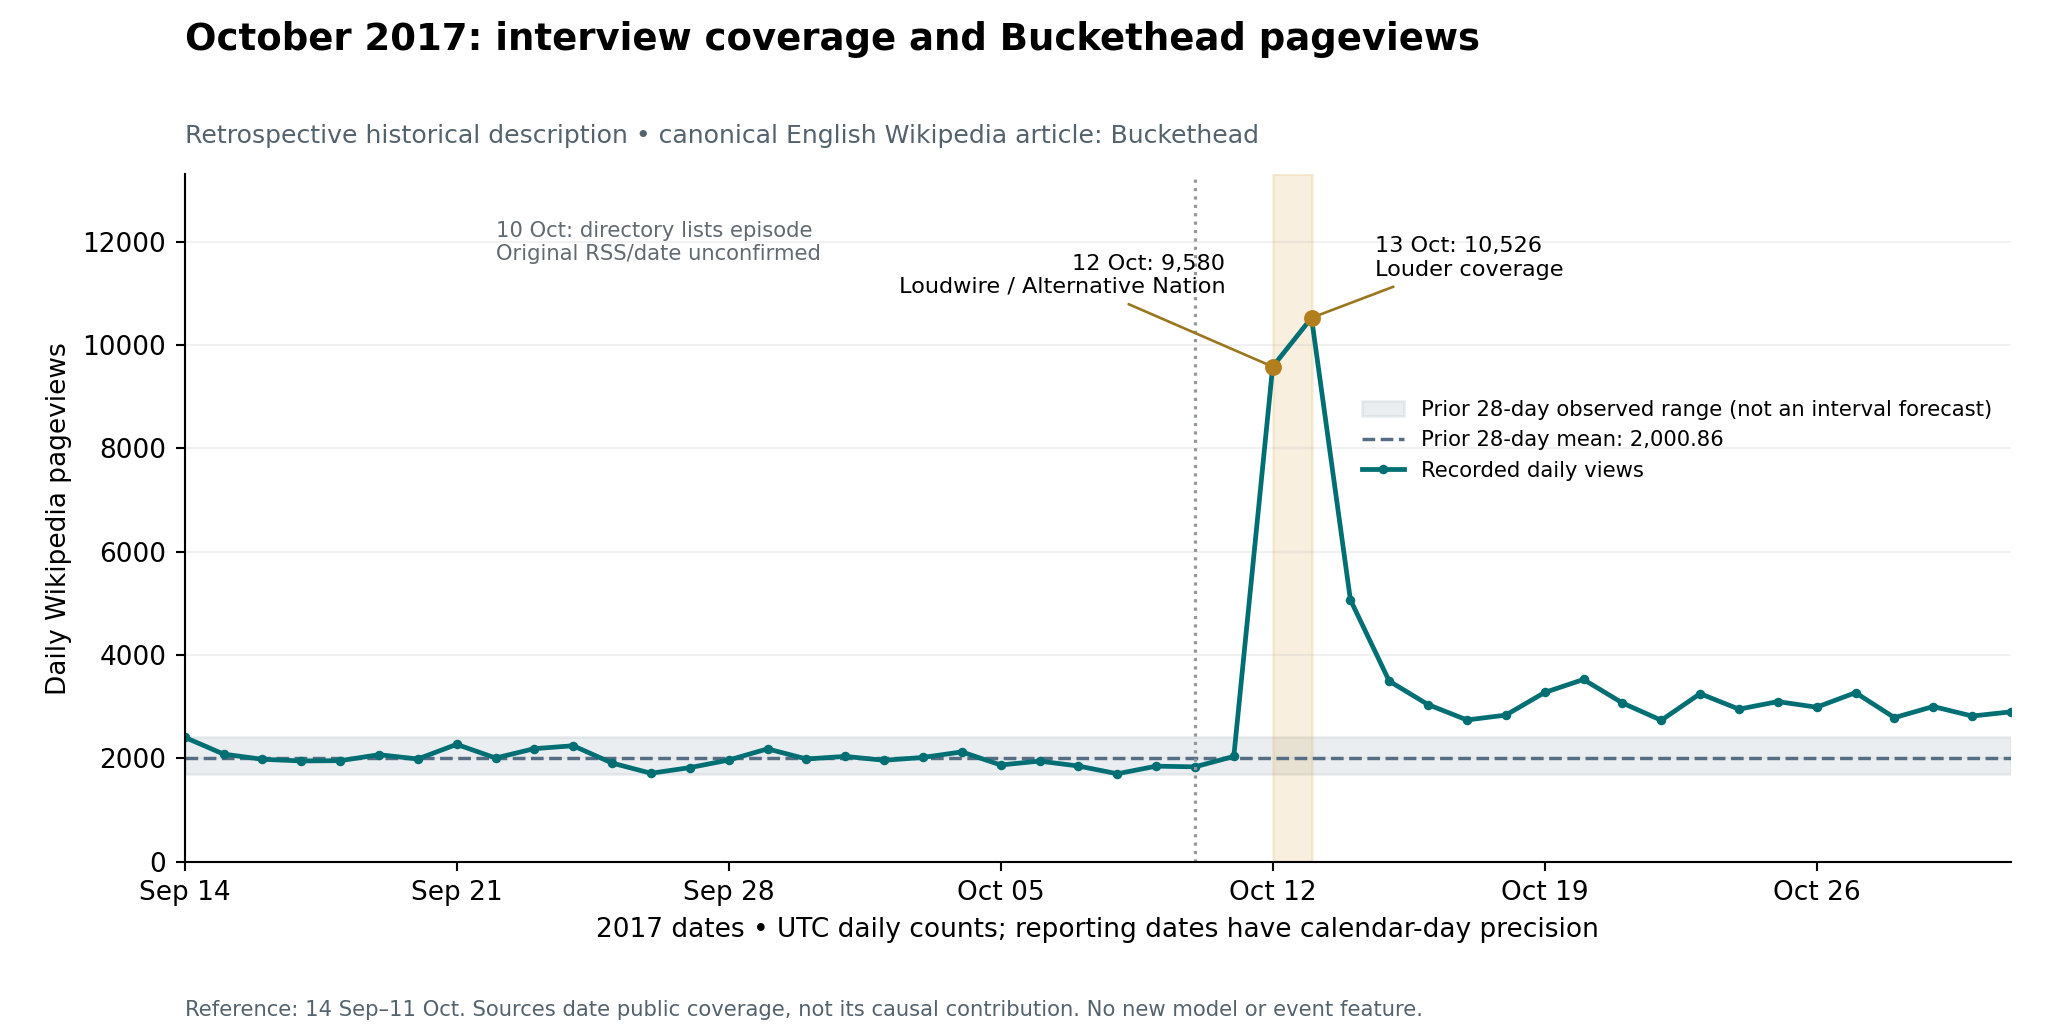 October 2017: interview coverage and Buckethead pageviews
Retrospective historical description • canonical English Wikipedia article: Buckethead
10 Oct: directory lists episode
Original RSS/date unconfirmed
12 Oct: 9,580
Loudwire / Alternative Nation
13 Oct: 10,526
Louder coverage
Prior 28-day observed range (not an interval forecast)
Prior 28-day mean: 2,000.86
Recorded daily views
Daily Wikipedia pageviews
12000
10000
8000
6000
4000
2000
0
Sep 14
Sep 21
Sep 28
Oct 05
Oct 12
Oct 19
Oct 26
2017 dates • UTC daily counts; reporting dates have calendar-day precision
Reference: 14 Sep–11 Oct. Sources date public coverage, not its causal contribution. No new model or event feature.